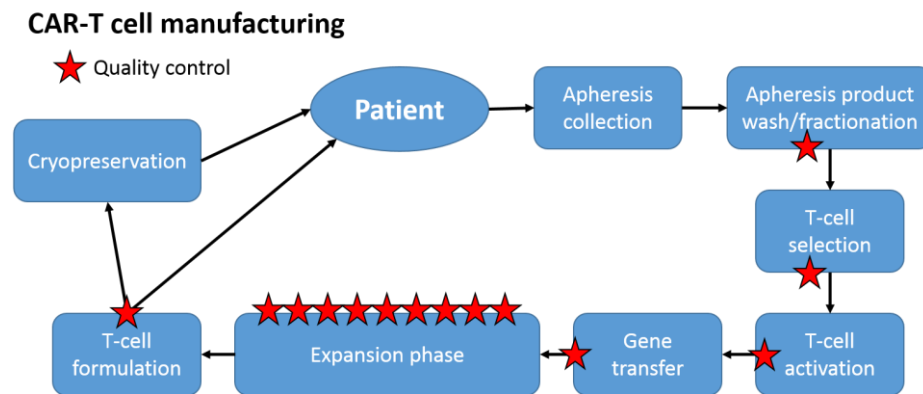 CAR-T cell manufacturing
Quality control
Patient
Apheresis
collection
Apheresis product
wash/fractionation
Cryopreservation
T-cell
selection
T-cell
formulation
Expansion phase
Gene
transfer
T-cell
activation